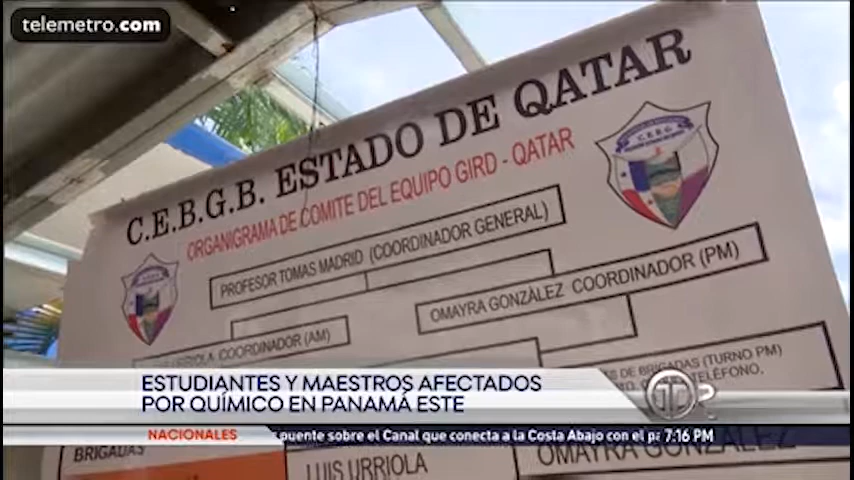 telemetro.com
C.E.B.G.B. ESTADO DE QATAR
ORGANIGRAMA DE COMITE DEL EQUIPO GIRD - QATAR
PROFESOR TOMAS MADRID (COORDINADOR GENERAL)
OMAYRA GONZÀLEZ COORDINADOR (PM)
URRIOLA COORDINADOR (AM)
DE BRIGADAS (TURNO PM)
TELÉFONO.
ESTUDIANTES Y MAESTROS AFECTADOS
POR QUÍMICO EN PANAMÁ ESTE
NACIONALES
puente sobre el Canal que conecta a la Costa Abajo con el
7:16 PM
BRIGADAS
LUIS URRIOLA
OMAYRA GONZÁLEZ